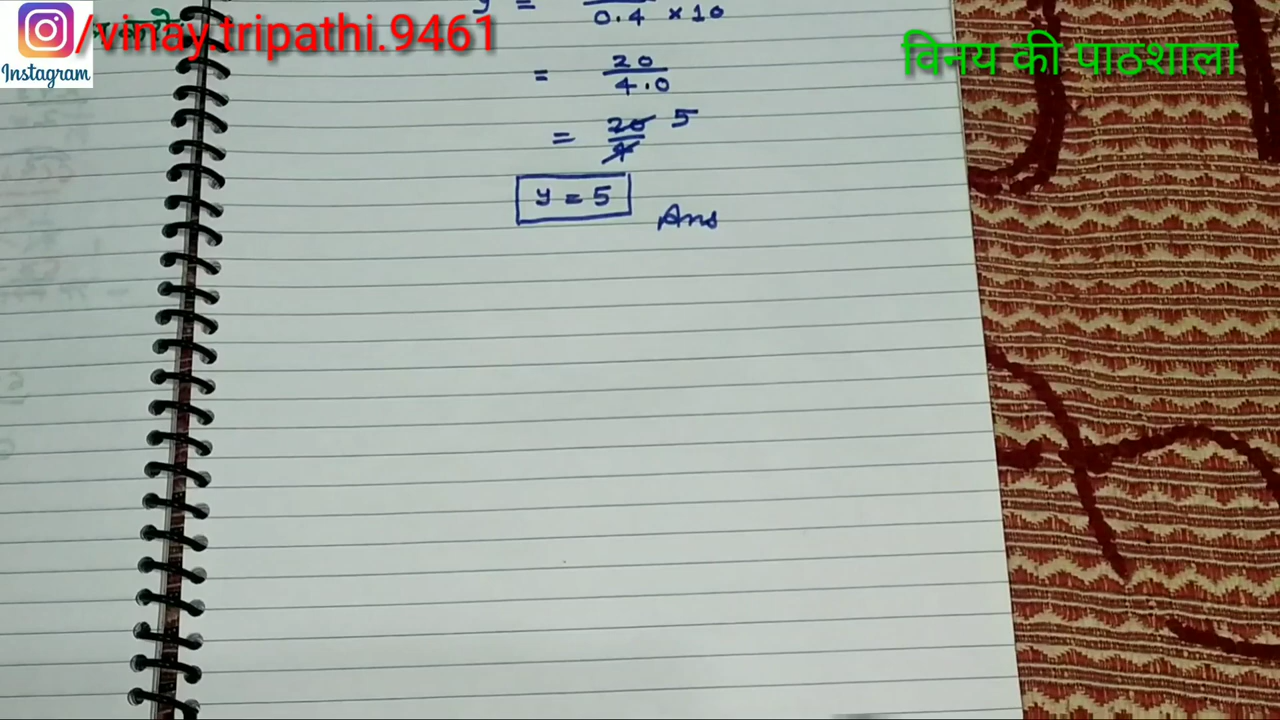 Instagram
/vinay.tripathi.9461
विनय की पाठशाला
y =
0.4 × 10
= 20
4.0
= 20 5
4
y = 5
Ans